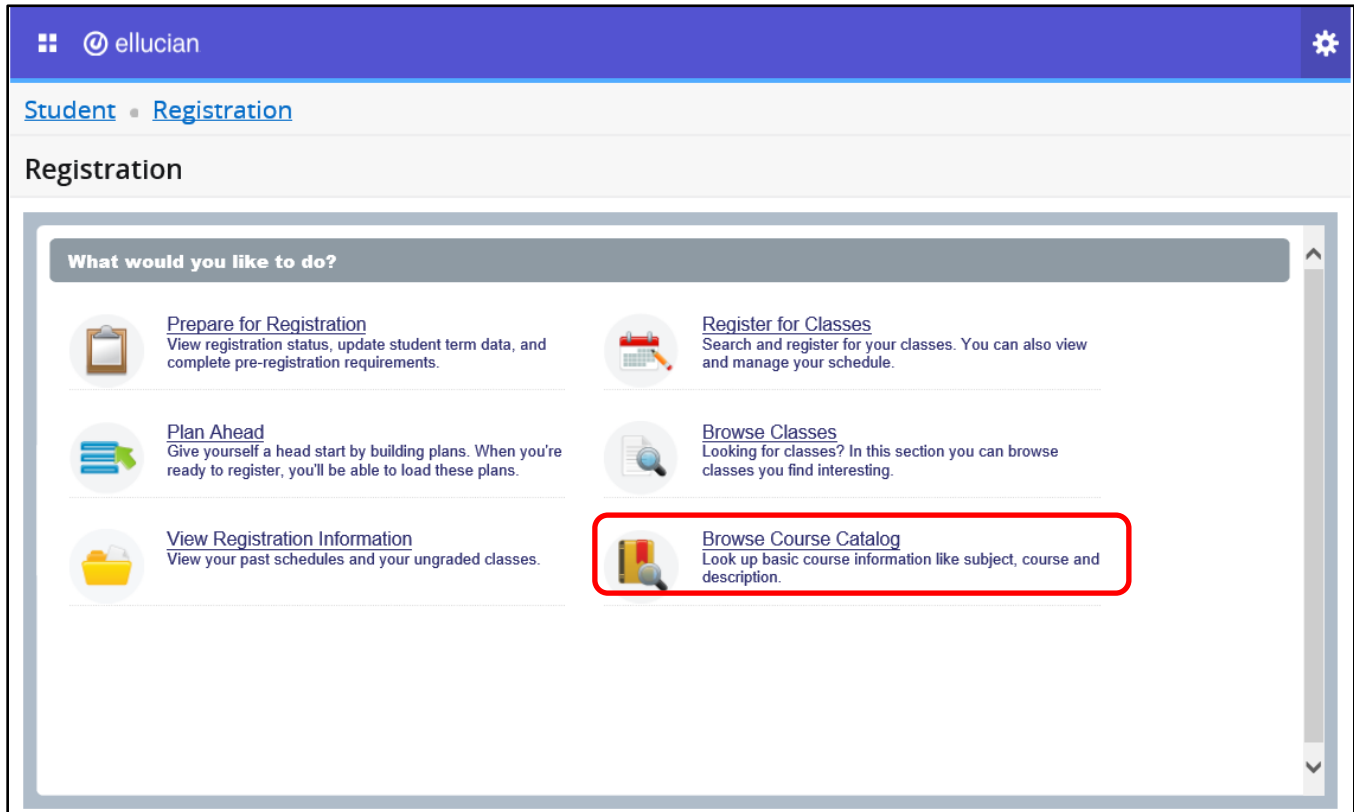 ellucian
Student Registration
Registration
What would you like to do?
Prepare for Registration
View registration status, update student term data, and
complete pre-registration requirements.
Register for Classes
Search and register for your classes. You can also view
and manage your schedule.
Plan Ahead
Give yourself a head start by building plans. When you're
ready to register, you'll be able to load these plans.
Browse Classes
Looking for classes? In this section you can browse
classes you find interesting.
View Registration Information
View your past schedules and your ungraded classes.
Browse Course Catalog
Look up basic course information like subject, course and
description.